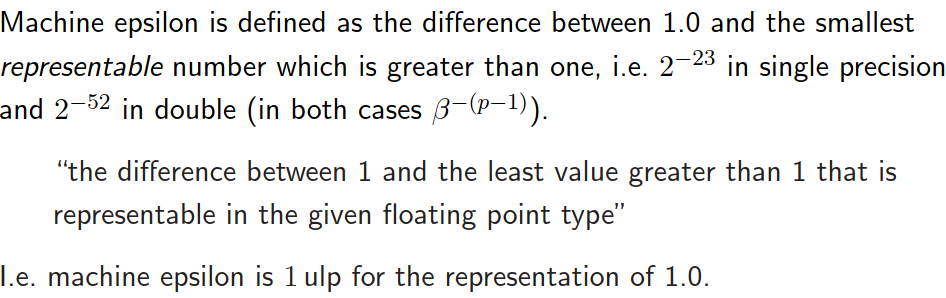 Machine epsilon is defined as the difference between 1.0 and the smallest
representable number which is greater than one, i.e. 2⁻²³ in single precision
and 2⁻⁵² in double (in both cases β⁻⁽ᵖ⁻¹⁾).
“the difference between 1 and the least value greater than 1 that is
representable in the given floating point type”
I.e. machine epsilon is 1 ulp for the representation of 1.0.